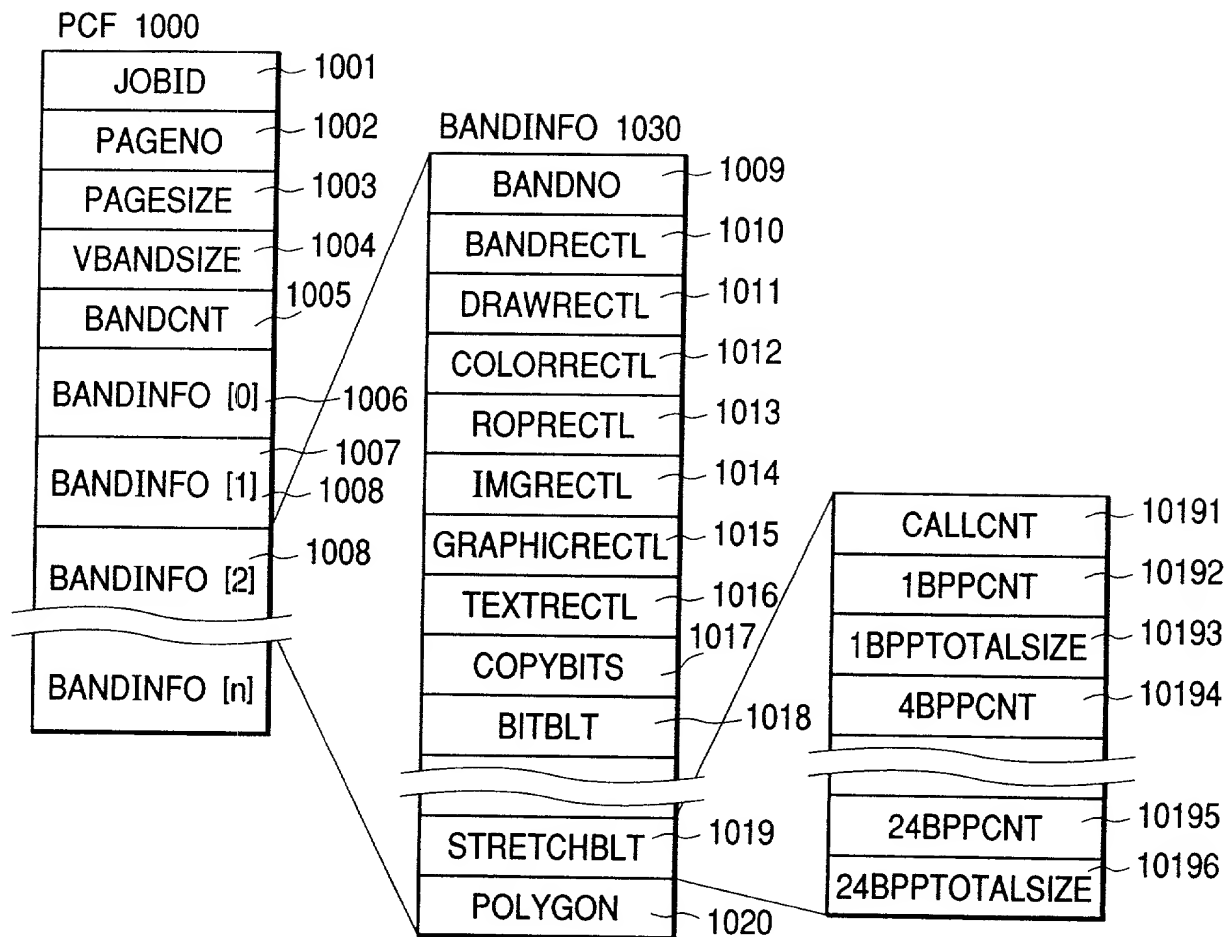 PCF 1000
JOBID 1001
PAGENO 1002
PAGESIZE 1003
VBANDSIZE 1004
BANDCNT 1005
BANDINFO [0] 1006
1007
BANDINFO [1] 1008
1008
BANDINFO [2]
BANDINFO [n]
BANDINFO 1030
BANDNO 1009
BANDRECTL 1010
DRAWRECTL 1011
COLORRECTL 1012
ROPRECTL 1013
IMGRECTL 1014
GRAPHICRECTL 1015
TEXTRECTL 1016
COPYBITS 1017
BITBLT 1018
STRETCHBLT 1019
POLYGON 1020
CALLCNT 10191
1BPPCNT 10192
1BPPTOTALSIZE 10193
4BPPCNT 10194
24BPPCNT 10195
24BPPTOTALSIZE 10196